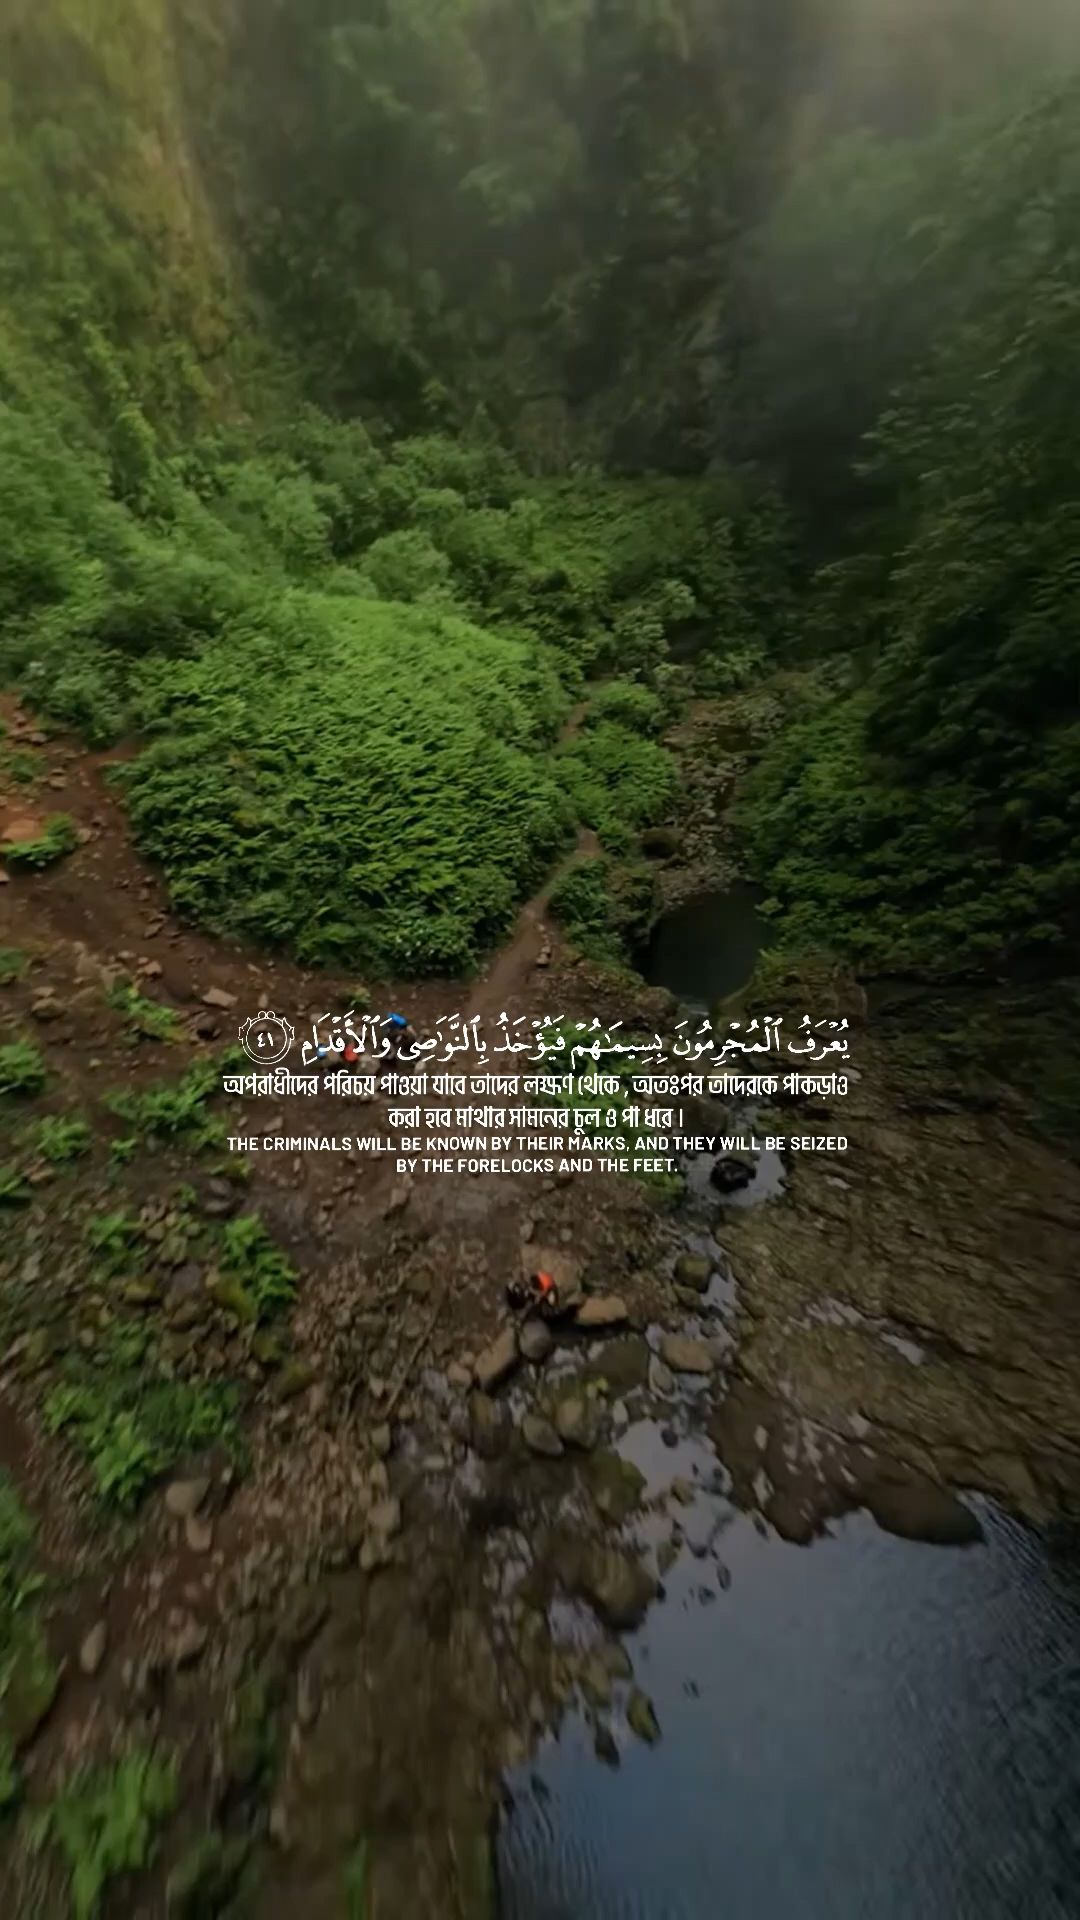 يُعْرَفُ ٱلْمُجْرِمُونَ بِسِيمَـٰهُمْ فَيُؤْخَذُ بِٱلنَّوَٰصِى وَٱلْأَقْدَامِ ٤١
অপরাধীদের পরিচয় পাওয়া যাবে তাদের লক্ষণ থেকে , অতঃপর তাদেরকে পাকড়াও
করা হবে মাথার সামনের চুল ও পা ধরে ।
THE CRIMINALS WILL BE KNOWN BY THEIR MARKS, AND THEY WILL BE SEIZED
BY THE FORELOCKS AND THE FEET.